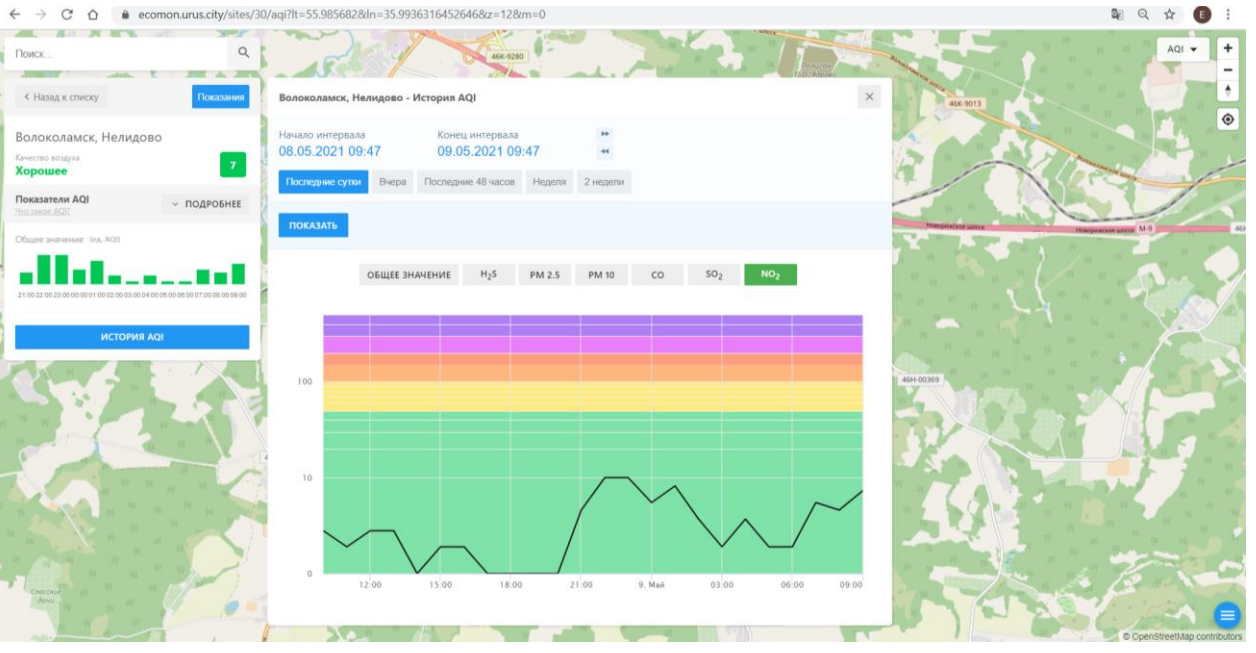 ecomon.urus.city/sites/30/aqi?lt=55.985682&ln=35.99363164526468&z=12&m=0
E
Поиск...
46К-9280
AQI
< Назад к списку
Показания
Волоколамск, Нелидово - История AQI
46К-9013
Волоколамск, Нелидово
Качество воздуха
Хорошее
7
Начало интервала
Конец интервала
08.05.2021 09:47
09.05.2021 09:47
Последние сутки
Вчера
Последние 48 часов
Неделя
2 недели
Показатели AQI
Что такое AQI?
ПОДРОБНЕЕ
ПОКАЗАТЬ
Новорижское шоссе
М-9
Новорижское шоссе
46Н
Общее значение (ед. AQI)
21:00 22:00 23:00 00:00 01:00 02:00 03:00 04:00 05:00 06:00 07:00 08:00 09:00
ИСТОРИЯ AQI
ОБЩЕЕ ЗНАЧЕНИЕ
H₂S
PM 2.5
PM 10
CO
SO₂
NO₂
100
46Н-00369
10
0
12:00
15:00
18:00
21:00
9. Май
03:00
06:00
09:00
Спасские
дачи
© OpenStreetMap contributors